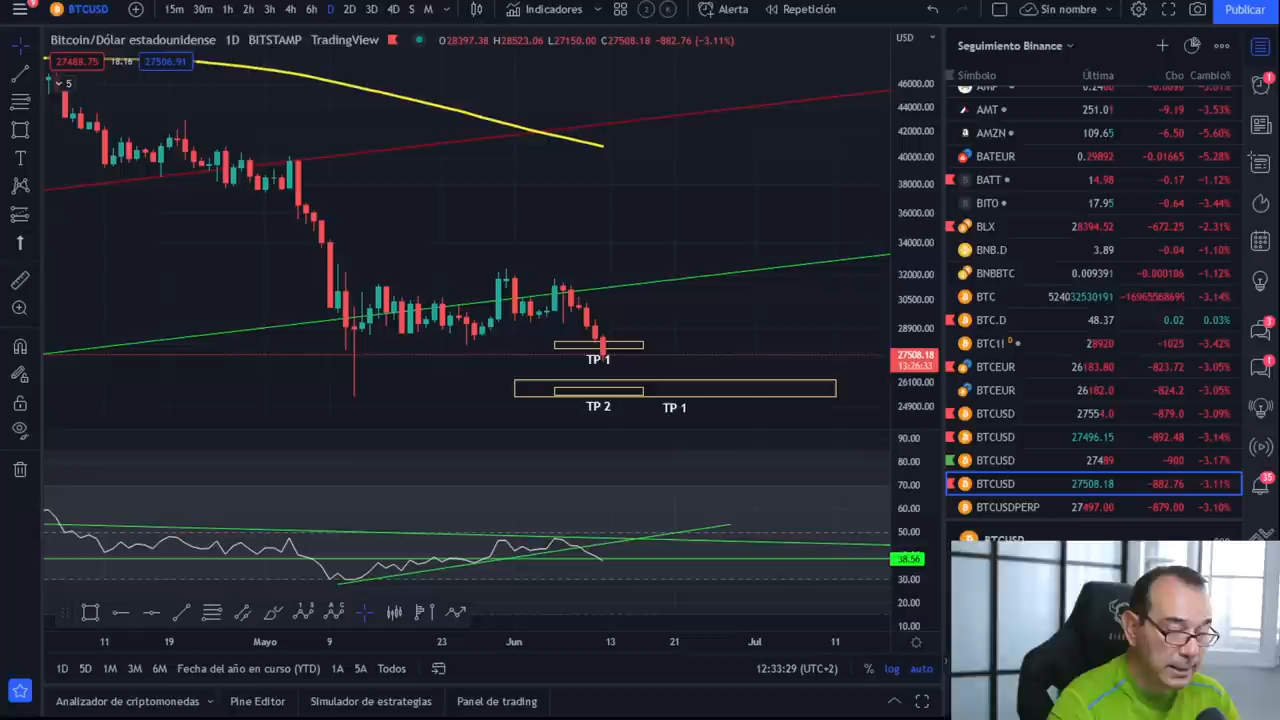 11
BTCUSD
15m 30m 1h 2h 3h 4h 6h D 2D 3D 4D S M
Indicadores
2
8
Alerta
Repetición
Sin nombre
Publicar
Bitcoin/Dólar estadounidense 1D BITSTAMP TradingView
O28397.38 H28523.06 L27150.00 C27508.18 -882.76 (-3.11%)
USD
27488.75 18.16 27506.91
5
46000.00
44000.00
42000.00
40000.00
38000.00
36000.00
34000.00
32000.00
30500.00
28900.00
27508.18
13:26:33
26100.00
24900.00
TP 1
TP 2
TP 1
90.00
80.00
70.00
60.00
50.00
38.56
30.00
20.00
10.00
11 19 Mayo 9 23 Jun 13 21 Jul 11
1D 5D 1M 3M 6M Fecha del año en curso (YTD) 1A 5A Todos
12:33:29 (UTC+2)
% log auto
Analizador de criptomonedas Pine Editor Simulador de estrategias Panel de trading
Seguimiento Binance
Símbolo Última Cbo Cambio%
AMT 251.01 -9.19 -3.53%
AMZN 109.65 -6.50 -5.60%
BATEUR 0.29892 -0.01665 -5.28%
BATT 14.98 -0.17 -1.12%
BITO 17.95 -0.64 -3.44%
BLX 28394.52 -672.25 -2.31%
BNB.D 3.89 -0.04 -1.10%
BNBBTC 0.009391 -0.000106 -1.12%
BTC -3.14%
BTC.D 48.37 0.02 0.03%
BTC1! D 28920 -1025 -3.42%
BTCEUR 26183.80 -823.72 -3.05%
BTCEUR 26182.0 -824.2 -3.05%
BTCUSD 27554.0 -879.0 -3.09%
BTCUSD 27496.15 -892.48 -3.14%
BTCUSD 27489 -900 -3.17%
BTCUSD 27508.18 -882.76 -3.11%
BTCUSDPERP 27497.00 -879.00 -3.10%
BTCUSD
1
3
1
35